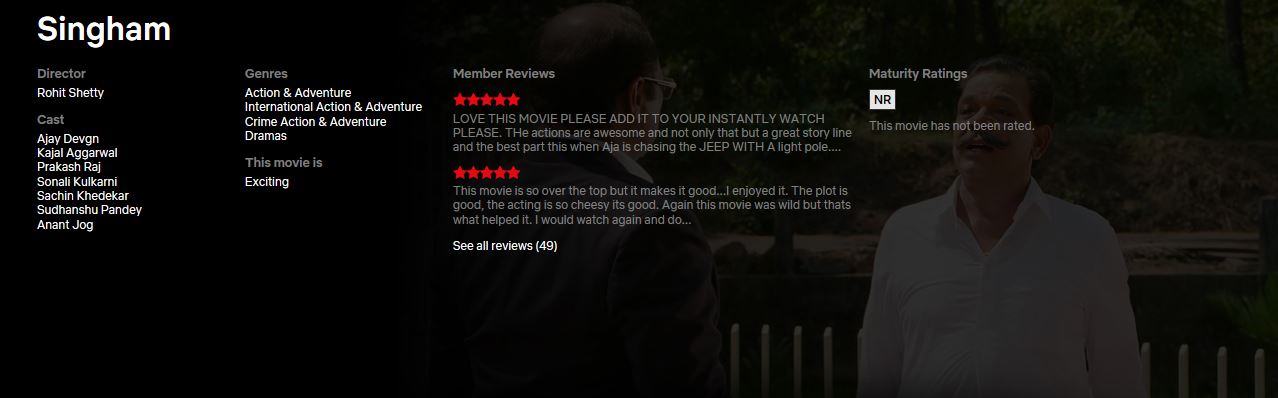 Singham
Director
Rohit Shetty
Cast
Ajay Devgn
Kajal Aggarwal
Prakash Raj
Sonali Kulkarni
Sachin Khedekar
Sudhanshu Pandey
Anant Jog
Genres
Action & Adventure
International Action & Adventure
Crime Action & Adventure
Dramas
This movie is
Exciting
Member Reviews
LOVE THIS MOVIE PLEASE ADD IT TO YOUR INSTANTLY WATCH
PLEASE. THe actions are awesome and not only that but a great story line
and the best part this when Aja is chasing the JEEP WITH A light pole....
This movie is so over the top but it makes it good...I enjoyed it. The plot is
good, the acting is so cheesy its good. Again this movie was wild but thats
what helped it. I would watch again and do...
See all reviews (49)
Maturity Ratings
NR
This movie has not been rated.